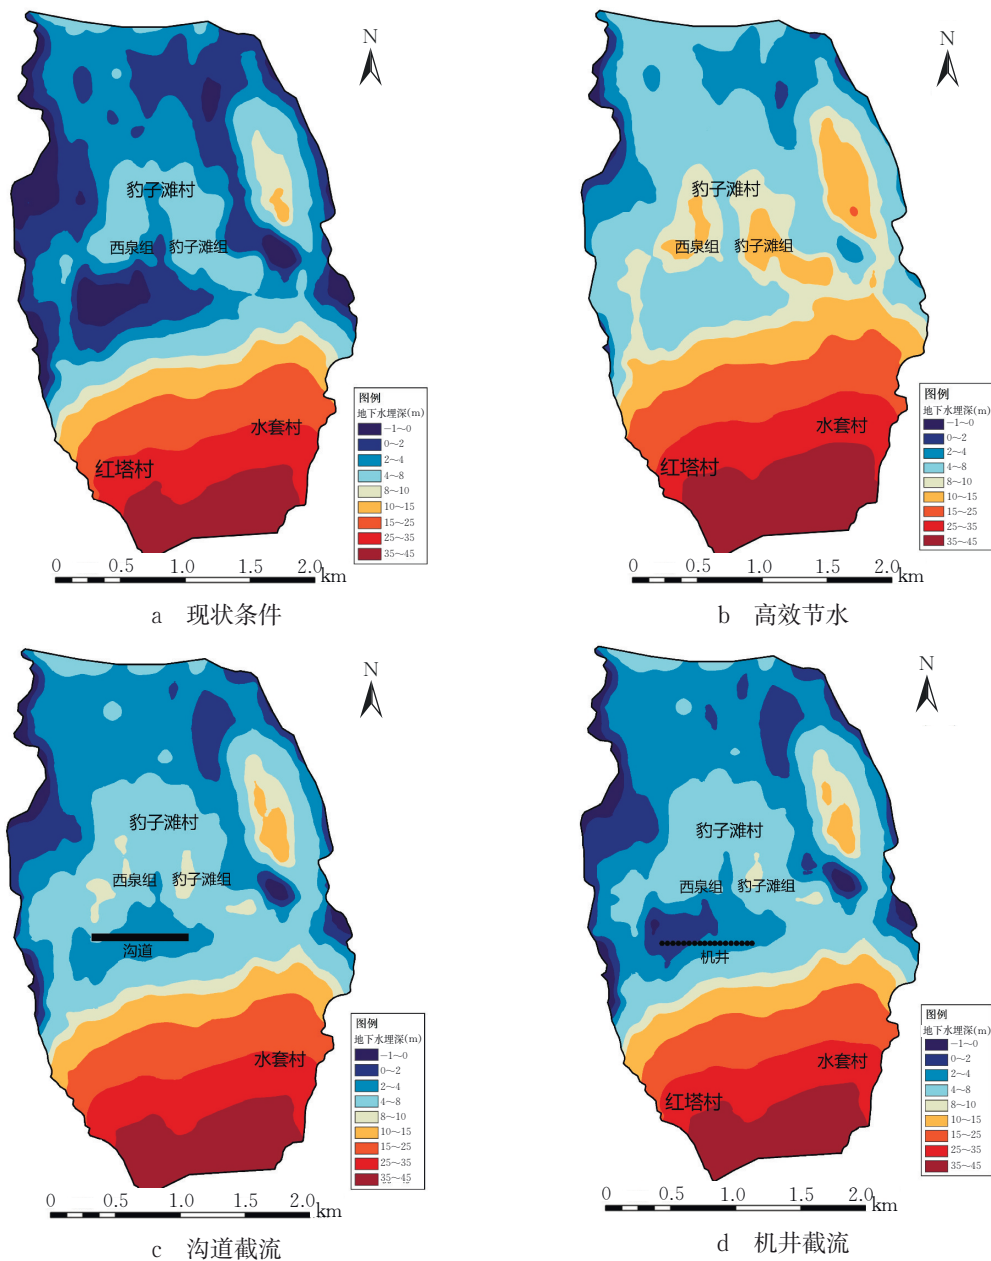 N
豹子滩村
西泉组
豹子滩组
水套村
红塔村
图例
地下水埋深(m)
−1～0
0～2
2～4
4～8
8～10
10～15
15～25
25～35
35～45
0 0.5 1.0 1.5 2.0 km
a 现状条件
N
豹子滩村
西泉组
豹子滩组
水套村
红塔村
图例
地下水埋深(m)
−1～0
0～2
2～4
4～8
8～10
10～15
15～25
25～35
35～45
0 0.5 1.0 2.0 km
b 高效节水
N
豹子滩村
西泉组
豹子滩组
沟道
水套村
图例
地下水埋深(m)
−1～0
0～2
2～4
4～8
8～10
10～15
15～25
25～35
35～45
0 0.5 1.0 2.0 km
c 沟道截流
N
豹子滩村
西泉组
豹子滩组
机井
水套村
红塔村
图例
地下水埋深(m)
−1～0
0～2
2～4
4～8
8～10
10～15
15～25
25～35
35～45
0 0.5 1.0 1.5 2.0 km
d 机井截流